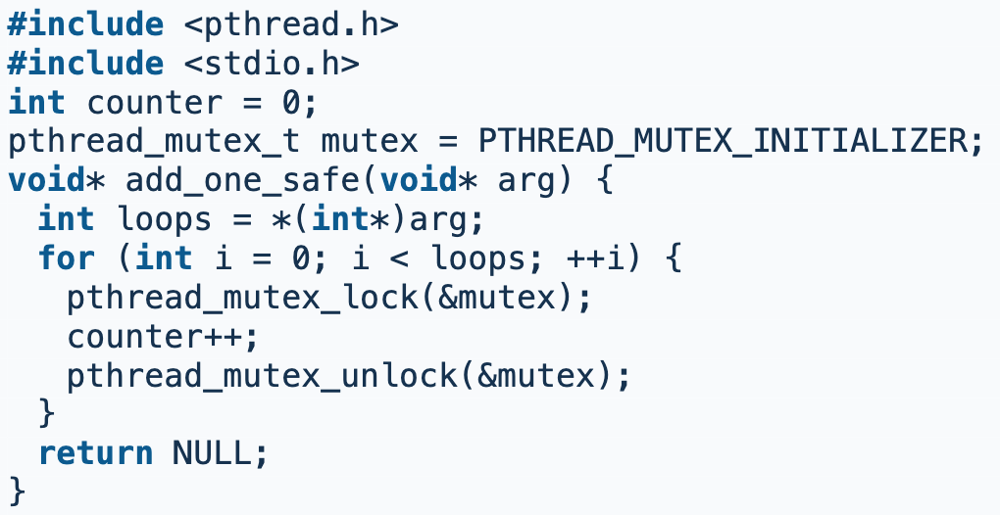 #include <pthread.h>
#include <stdio.h>
int counter = 0;
pthread_mutex_t mutex = PTHREAD_MUTEX_INITIALIZER;
void* add_one_safe(void* arg) {
  int loops = *(int*)arg;
  for (int i = 0; i < loops; ++i) {
    pthread_mutex_lock(&mutex);
    counter++;
    pthread_mutex_unlock(&mutex);
  }
  return NULL;
}